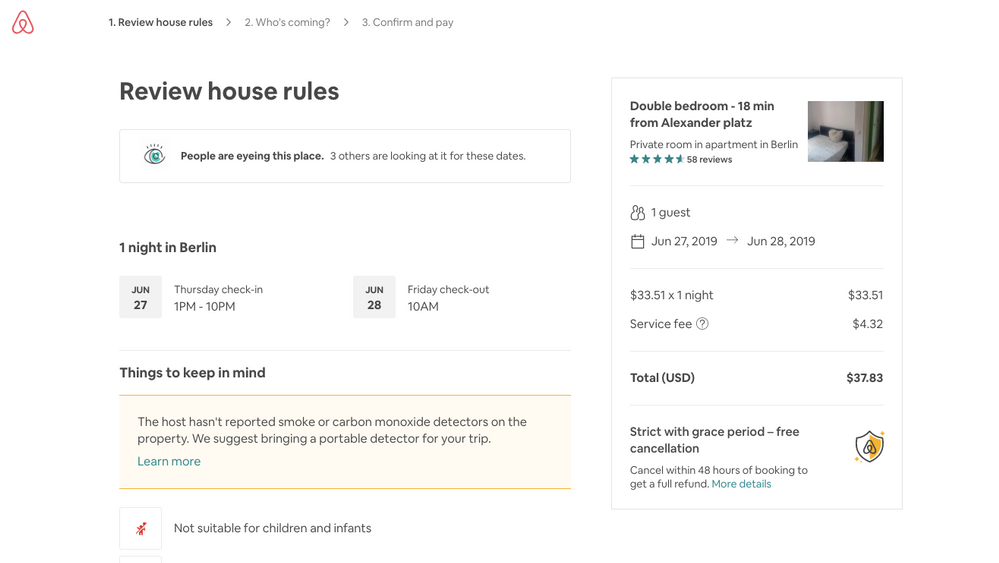 1. Review house rules
2. Who's coming?
3. Confirm and pay
Review house rules
People are eyeing this place. 3 others are looking at it for these dates.
1 night in Berlin
JUN
27
Thursday check-in
1PM - 10PM
JUN
28
Friday check-out
10AM
Things to keep in mind
The host hasn't reported smoke or carbon monoxide detectors on the
property. We suggest bringing a portable detector for your trip.
Learn more
Not suitable for children and infants
Double bedroom - 18 min
from Alexander platz
Private room in apartment in Berlin
58 reviews
1 guest
Jun 27, 2019 → Jun 28, 2019
$33.51 x 1 night $33.51
Service fee ? $4.32
Total (USD) $37.83
Strict with grace period – free
cancellation
Cancel within 48 hours of booking to
get a full refund. More details